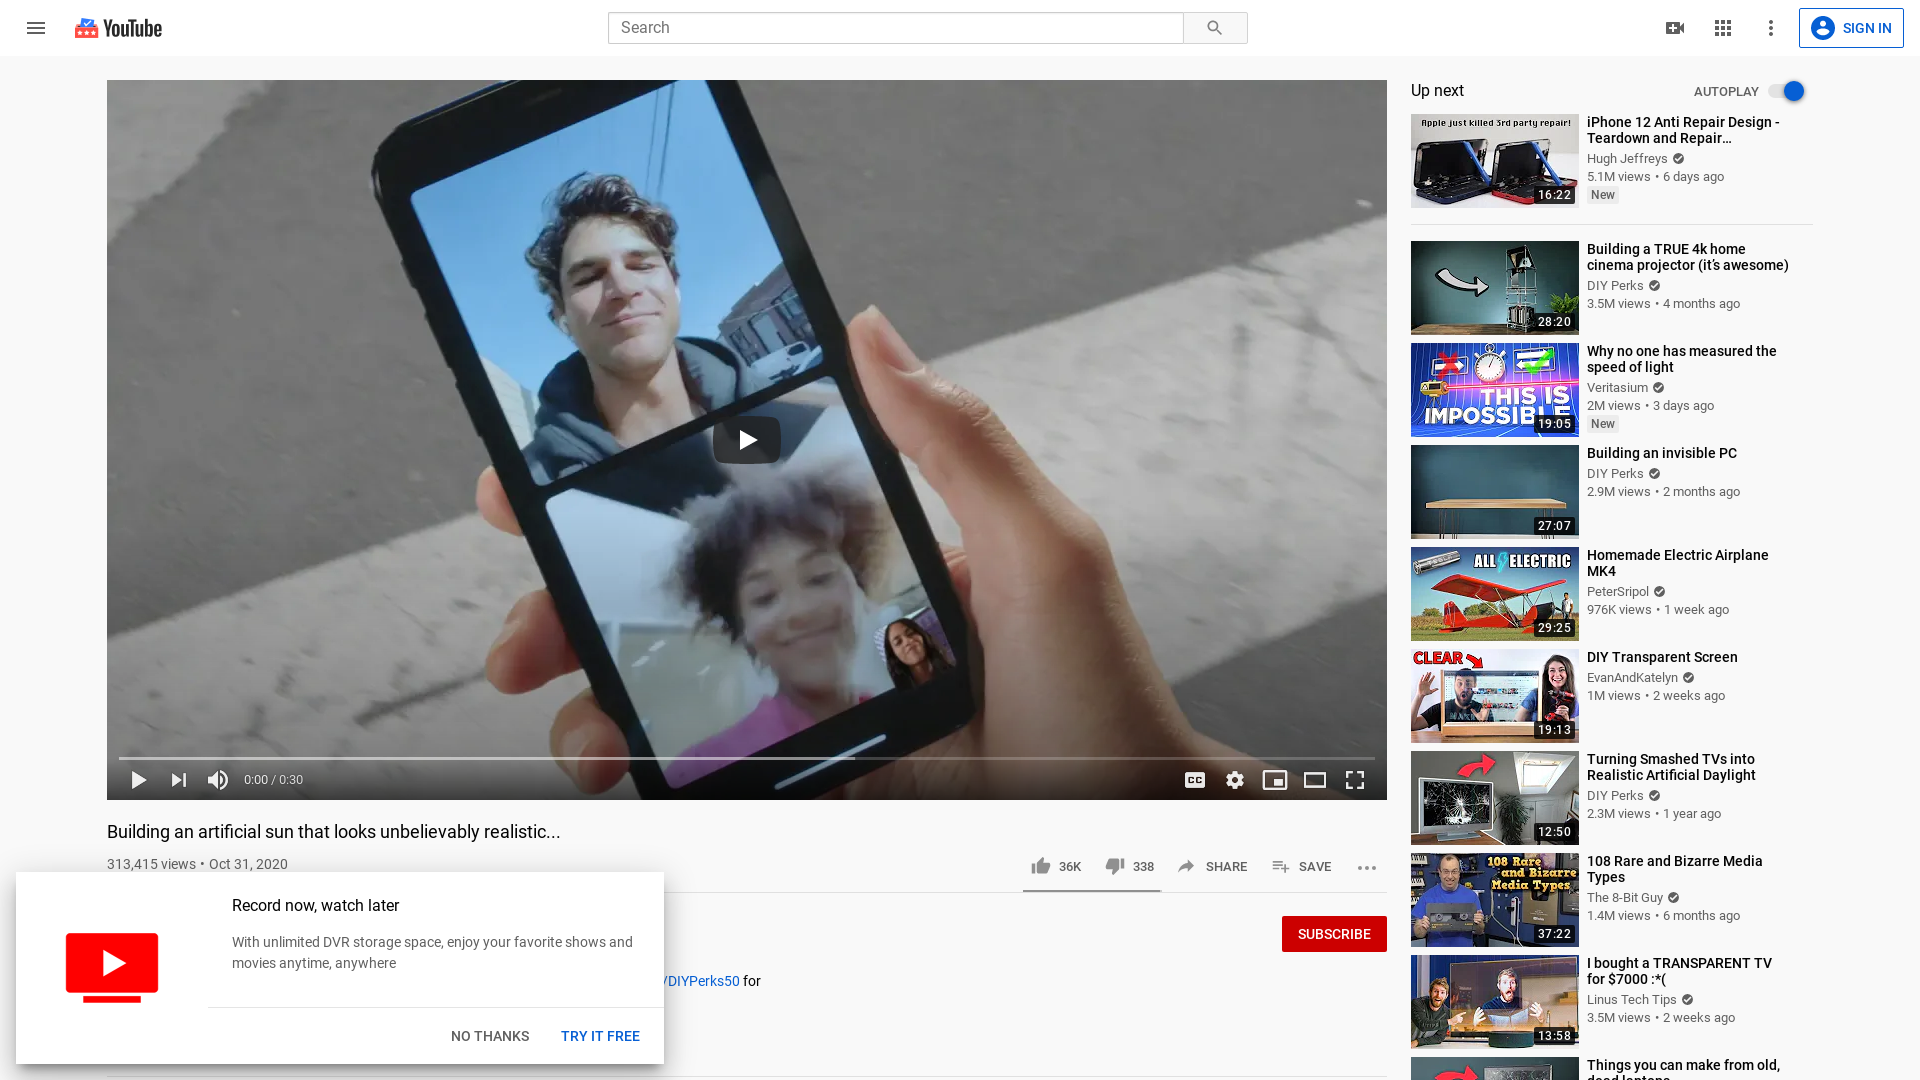 YouTube
Search
SIGN IN
0:00 / 0:30
CC
Building an artificial sun that looks unbelievably realistic...
313,415 views • Oct 31, 2020
36K
338
SHARE
SAVE
SUBSCRIBE
/DIYPerks50 for
Record now, watch later
With unlimited DVR storage space, enjoy your favorite shows and
movies anytime, anywhere
NO THANKS
TRY IT FREE
Up next
AUTOPLAY
Apple just killed 3rd party repair!
16:22
iPhone 12 Anti Repair Design -
Teardown and Repair...
Hugh Jeffreys
5.1M views • 6 days ago
New
28:20
Building a TRUE 4k home
cinema projector (it’s awesome)
DIY Perks
3.5M views • 4 months ago
THIS IS
IMPOSSIBLE
19:05
Why no one has measured the
speed of light
Veritasium
2M views • 3 days ago
New
27:07
Building an invisible PC
DIY Perks
2.9M views • 2 months ago
ALL ELECTRIC
29:25
Homemade Electric Airplane
MK4
PeterSripol
976K views • 1 week ago
CLEAR
19:13
DIY Transparent Screen
EvanAndKatelyn
1M views • 2 weeks ago
12:50
Turning Smashed TVs into
Realistic Artificial Daylight
DIY Perks
2.3M views • 1 year ago
108 Rare
and Bizarre
Media Types
37:22
108 Rare and Bizarre Media
Types
The 8-Bit Guy
1.4M views • 6 months ago
13:58
I bought a TRANSPARENT TV
for $7000 :*(
Linus Tech Tips
3.5M views • 2 weeks ago
Things you can make from old,
dead laptops